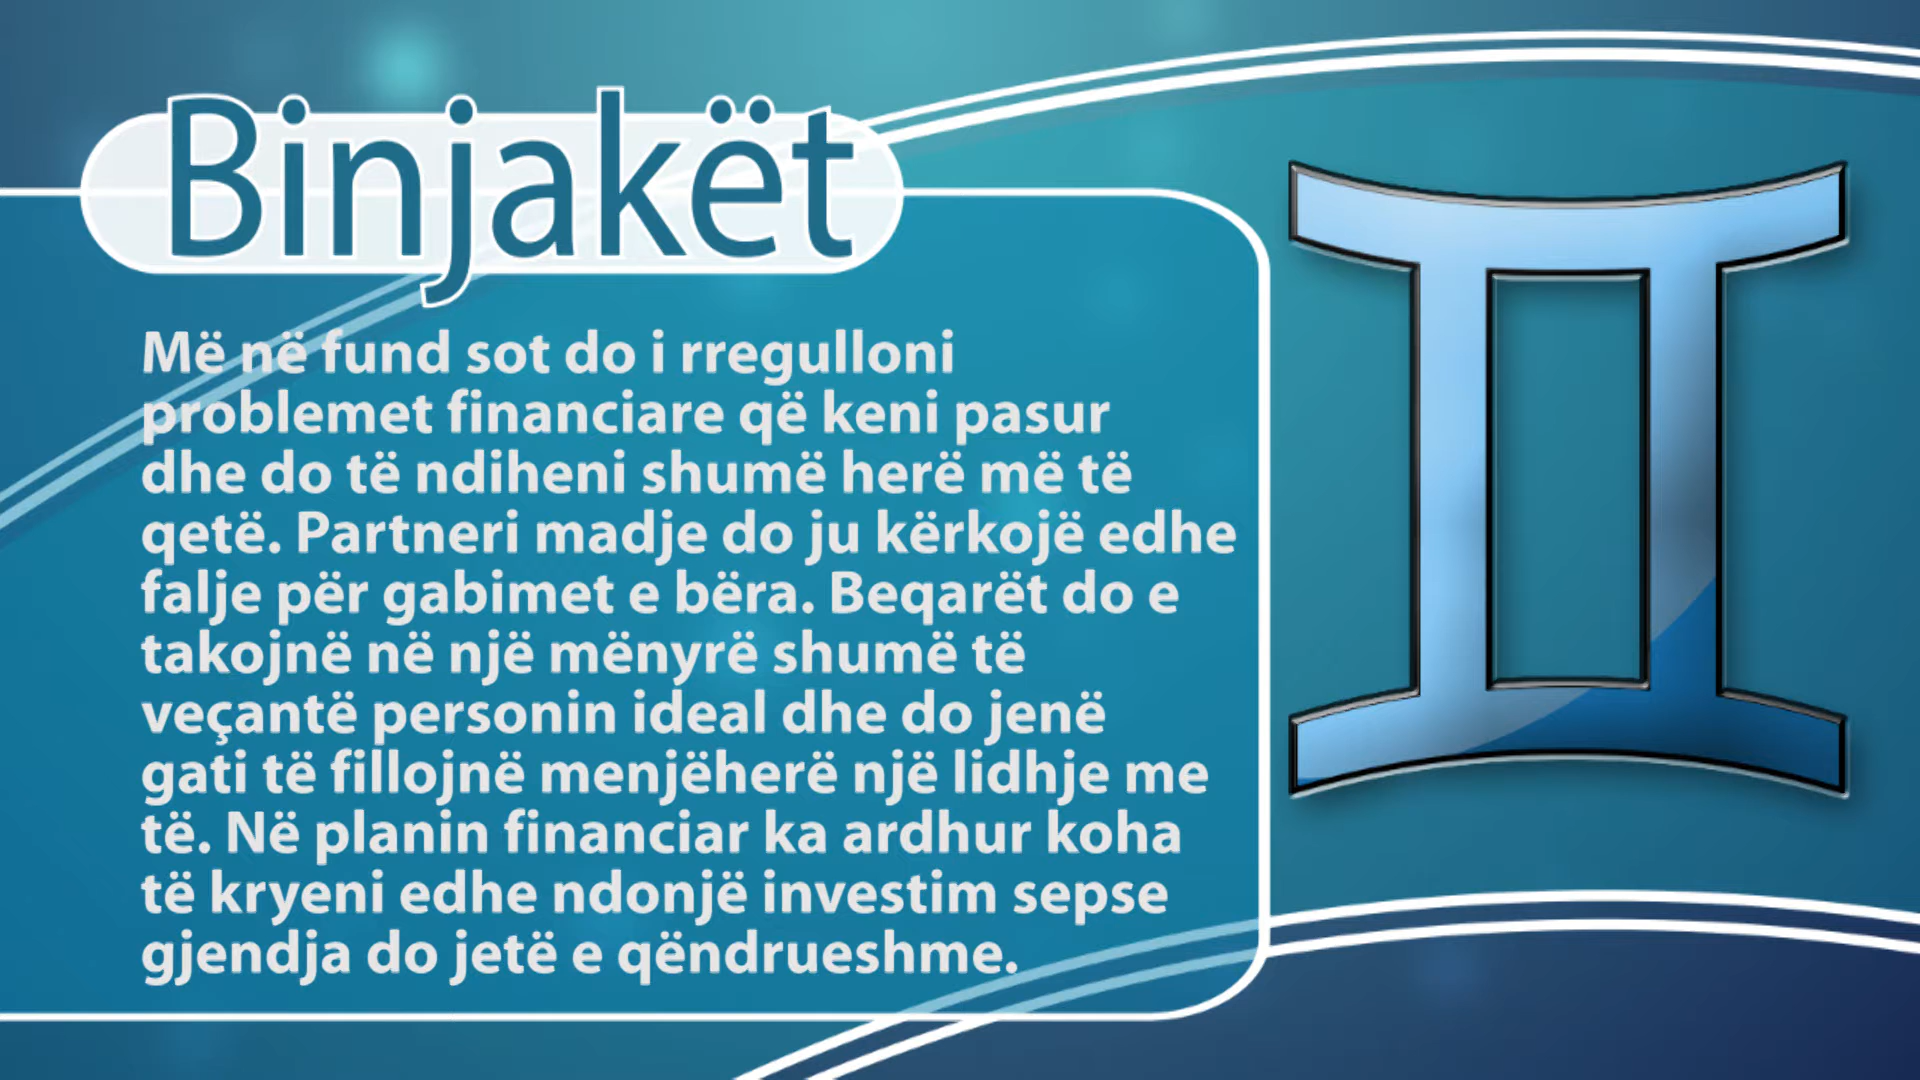 Binjakët
Më në fund sot do i rregulloni
problemet financiare që keni pasur
dhe do të ndiheni shumë herë më të
qetë. Partneri madje do ju kërkojë edhe
falje për gabimet e bëra. Beqarët do e
takojnë në një mënyrë shumë të
veçantë personin ideal dhe do jenë
gati të fillojnë menjëherë një lidhje me
të. Në planin financiar ka ardhur koha
të kryeni edhe ndonjë investim sepse
gjendja do jetë e qëndrueshme.